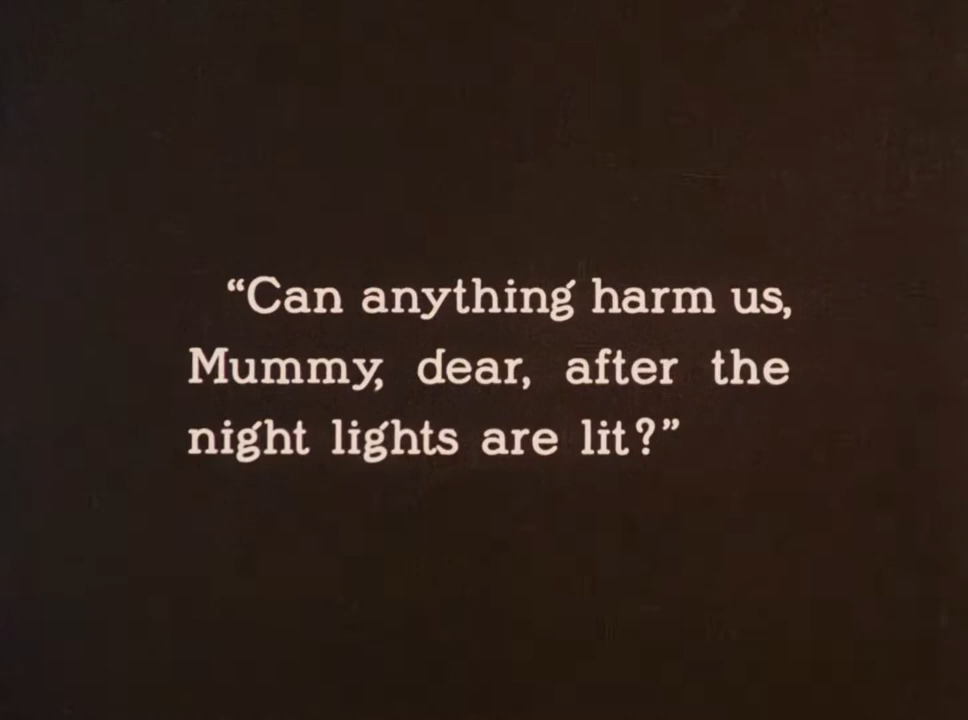 “Can anything harm us,
Mummy, dear, after the
night lights are lit?”